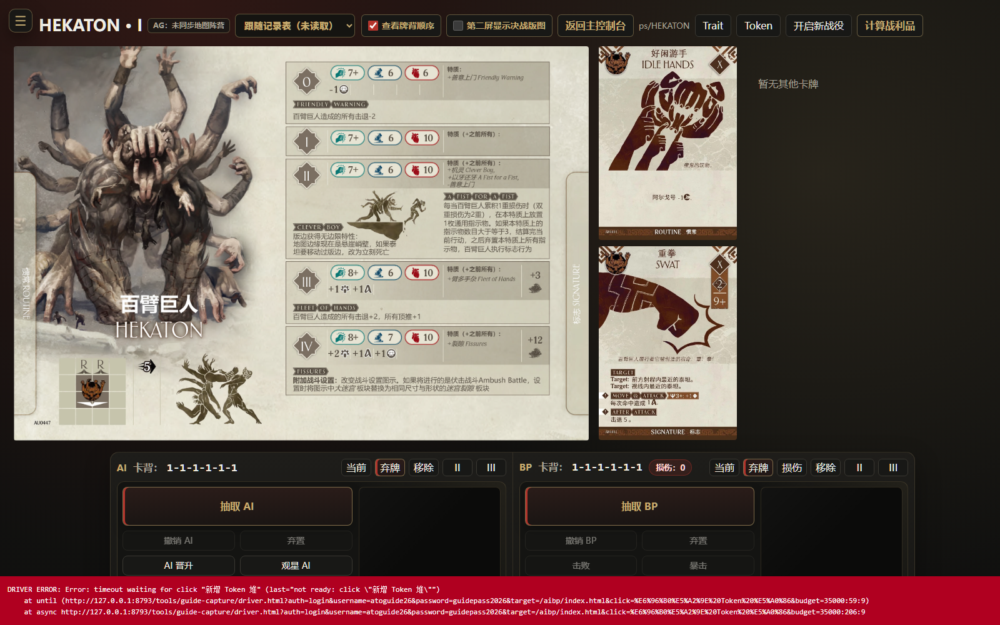 ☰ HEKATON • I AG：未同步地图阵营 跟随记录表（未读取） 查看牌背顺序 第二屏显示决战版图 返回主控制台 ps/HEKATON Trait Token 开启新战役 计算战利品
惯常 ROUTINE
百臂巨人
HEKATON
R R
5
AU0447
0 7+ 6 6 特质：
+善意上门 Friendly Warning
-1
FRIENDLY WARNING
百臂巨人造成的所有击退-2
I 7+ 6 10 特质（+之前所有）：
II 7+ 6 10 特质（+之前所有）：
+机灵 Clever Boy,
+以牙还牙 A Fist for a Fist,
-善意上门
CLEVER BOY
版边获得无边限特性：
地图边缘现在是悬崖峭壁，如果泰
坦要移动过版边，改为立刻死亡
A FIST FOR A FIST
每当百臂巨人累积1重损伤时（双
重损伤为2重），在本特质上放置
1枚通用指示物。如果本特质上的
指示物数目大于等于3，结算完当
前行动，之后弃置本特质上所有指
示物，百臂巨人执行标志行为
III 8+ 6 10 特质（+之前所有）：
+臂多手杂 Fleet of Hands
+3
+1 +1
FLEET OF HANDS
百臂巨人造成的所有击退+2，所有顶推+1
IV 8+ 7 10 特质（+之前所有）：
+裂隙 Fissures
+12
+2 +1 +1
FISSURES
附加战斗设置：改变战斗设置图示。如果将进行的是伏击战斗Ambush Battle，设
置时将图示中大迷宫 板块替换为相同尺寸与形状的迷宫裂隙 板块
标志 SIGNATURE
好闲游手
IDLE HANDS
X
魔鬼的玩物。
阿尔戈号 -1
ROUTINE 惯常
重拳
SWAT
X
2
9+
百臂巨人履行着它被创造的宿命：重！拳！
TARGET
Target: 前方射程内最近的泰坦。
Target: 视线内最近的泰坦。
MOVE & ATTACK 3+: +1
每次命中造成 1
AFTER ATTACK
击退 5 。
SIGNATURE 标志
暂无其他卡牌
AI 卡背： 1-1-1-1-1-1 当前 弃牌 移除 II III
抽取 AI
撤销 AI 弃置
AI 晋升 观星 AI
BP 卡背： 1-1-1-1-1-1 损伤：0 当前 弃牌 损伤 移除 II III
抽取 BP
撤销 BP 弃置
击败 暴击
DRIVER ERROR: Error: timeout waiting for click "新增 Token 堆" (last="not ready: click \"新增 Token 堆\"")
at until (http://127.0.0.1:8793/tools/guide-capture/driver.html?auth=login&username=atoguide26&password=guidepass2026&target=/aibp/index.html&click=%E6%96%B0%E5%A2%9E%20Token%20%E5%A0%86&budget=35000:59:9)
at async http://127.0.0.1:8793/tools/guide-capture/driver.html?auth=login&username=atoguide26&password=guidepass2026&target=/aibp/index.html&click=%E6%96%B0%E5%A2%9E%20Token%20%E5%A0%86&budget=35000:206:9